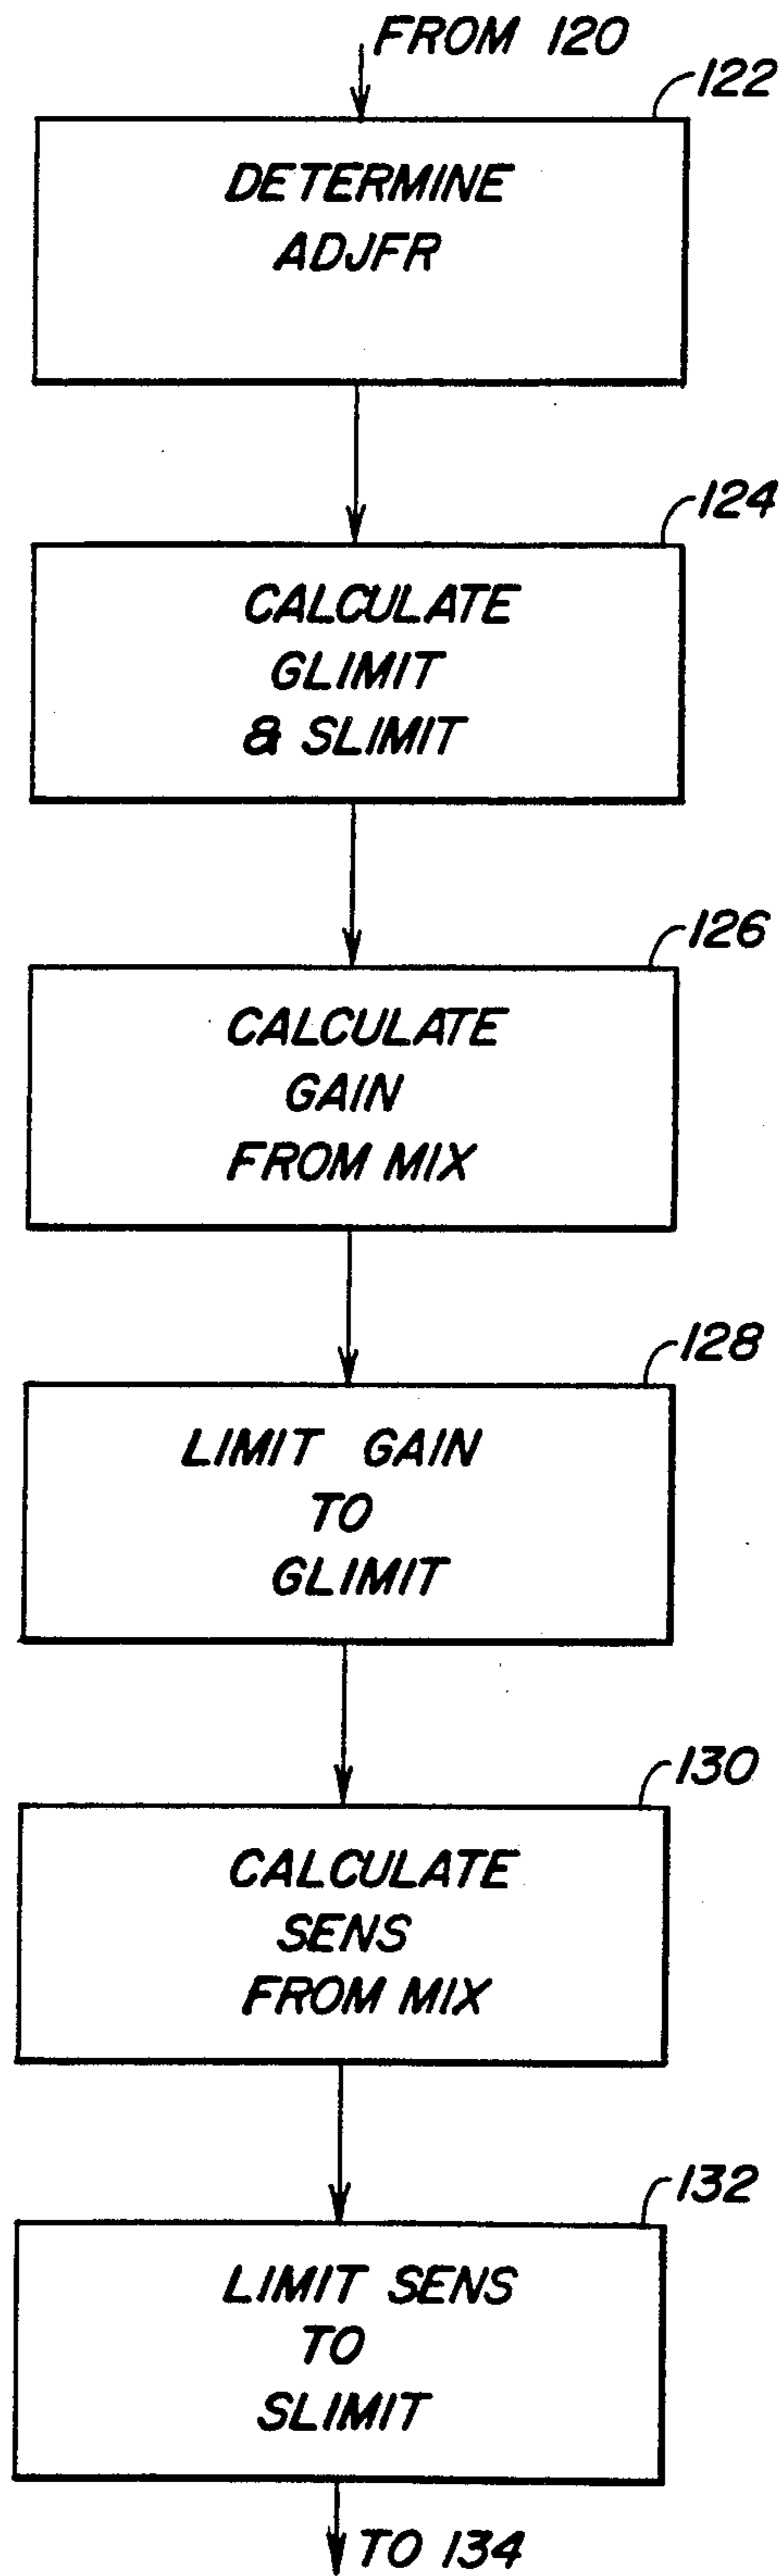 FROM 120
122
DETERMINE
ADJFR
124
CALCULATE
GLIMIT
& SLIMIT
126
CALCULATE
GAIN
FROM MIX
128
LIMIT GAIN
TO
GLIMIT
130
CALCULATE
SENS
FROM MIX
132
LIMIT SENS
TO
SLIMIT
TO 134